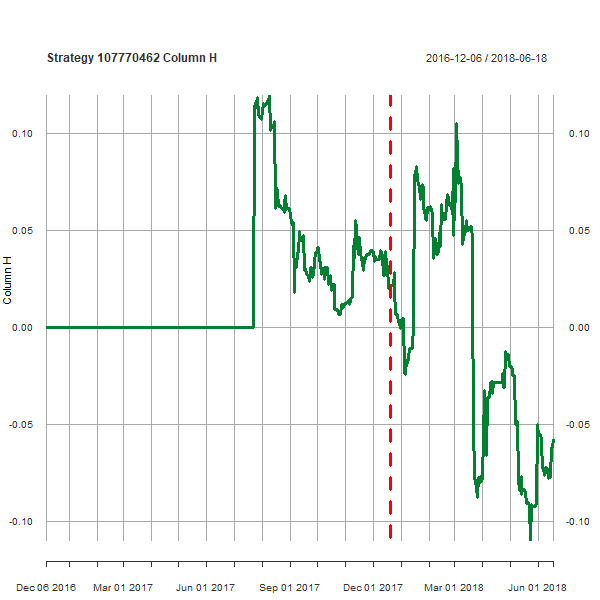 Strategy 107770462 Column H
2016-12-06 / 2018-06-18
0.10 0.10
0.05 0.05
0.00 0.00
-0.05 -0.05
-0.10 -0.10
Column H
Dec 06 2016 Mar 01 2017 Jun 01 2017 Sep 01 2017 Dec 01 2017 Mar 01 2018 Jun 01 2018